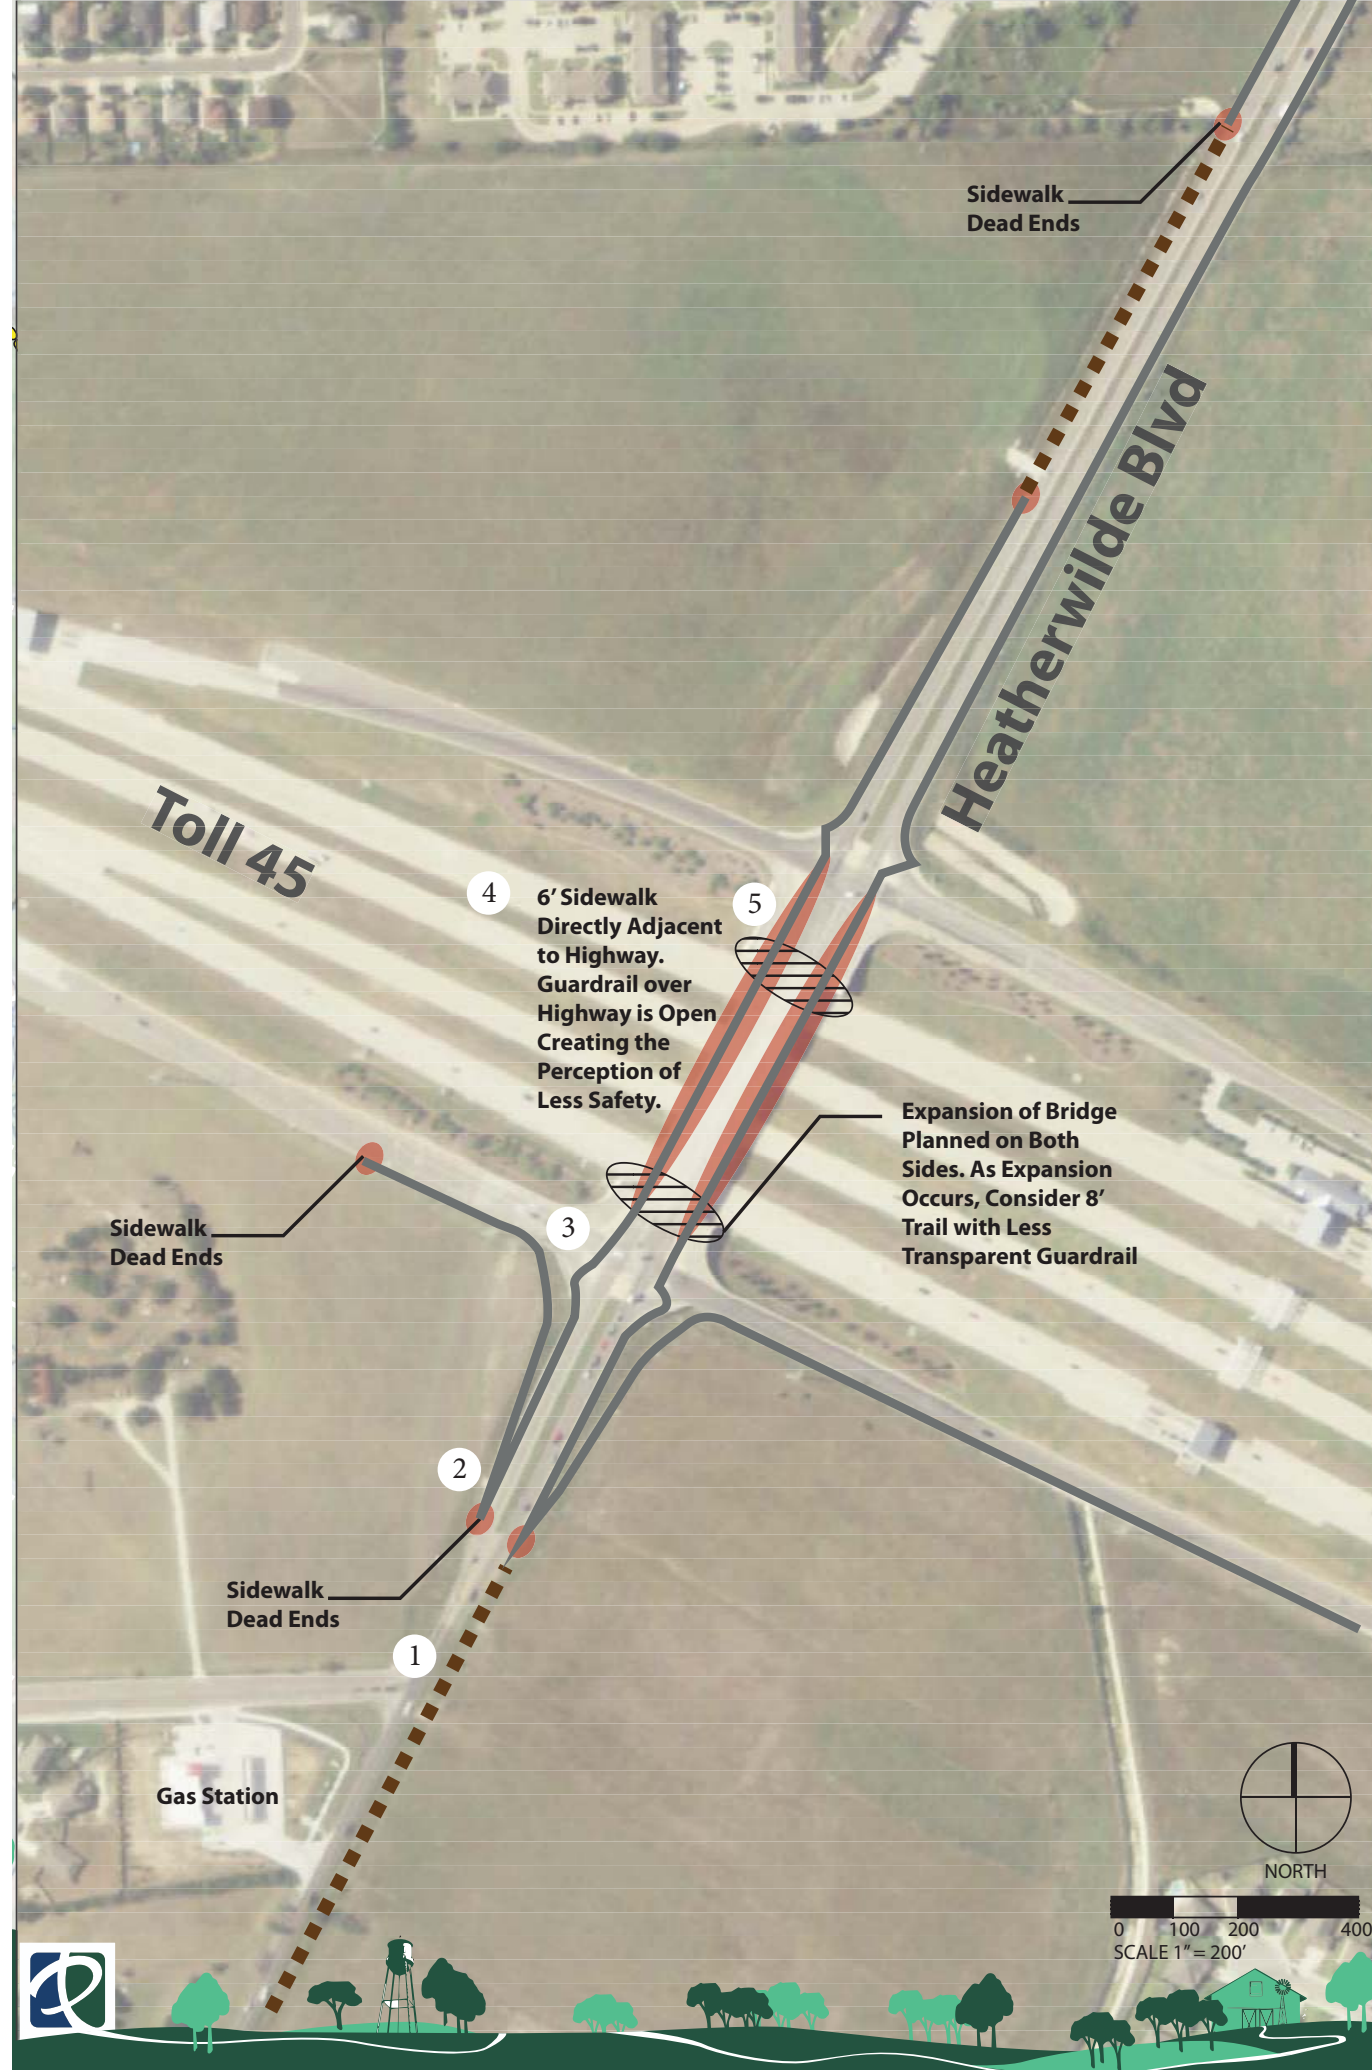 Sidewalk
Dead Ends
Heatherwilde Blvd
Toll 45
4
6’ Sidewalk
Directly Adjacent
to Highway.
Guardrail over
Highway is Open
Creating the
Perception of
Less Safety.
5
Expansion of Bridge
Planned on Both
Sides. As Expansion
Occurs, Consider 8’
Trail with Less
Transparent Guardrail
Sidewalk
Dead Ends
3
2
Sidewalk
Dead Ends
1
Gas Station
NORTH
0 100 200 400
SCALE 1” = 200’